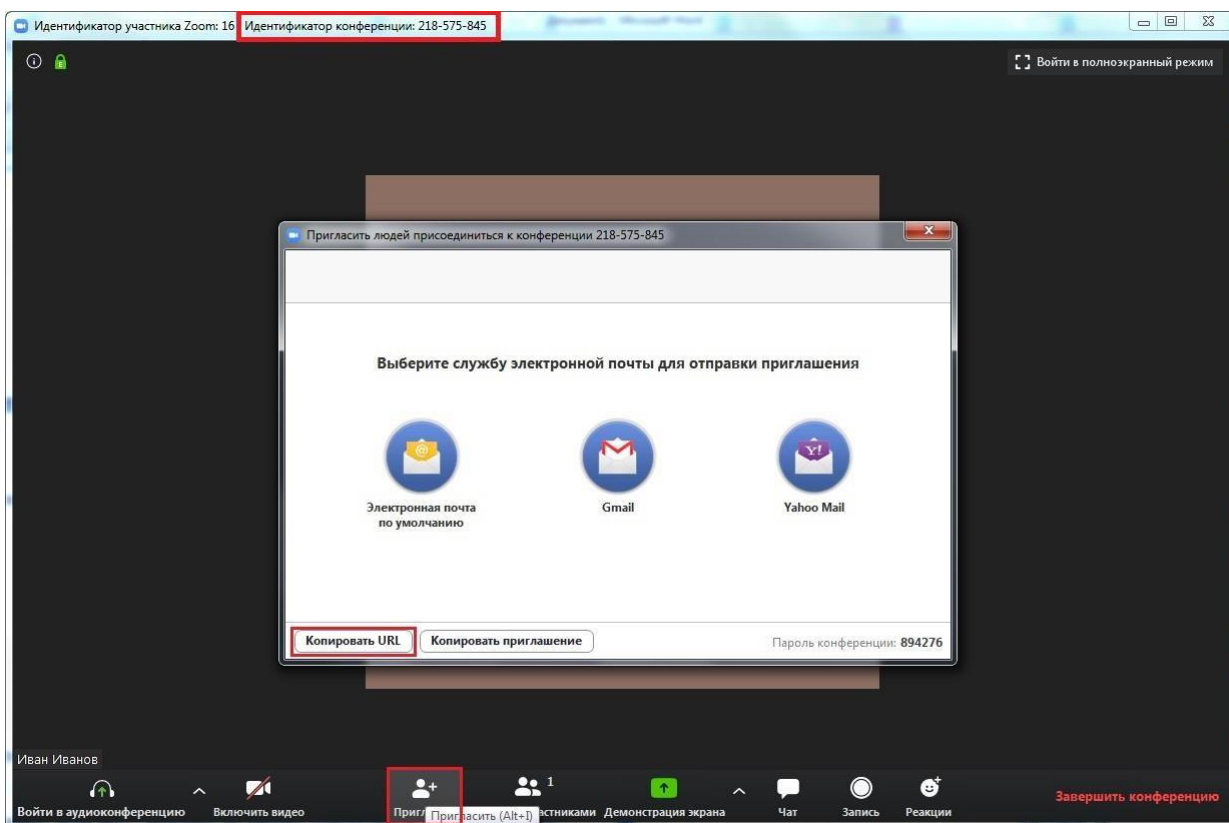 Идентификатор участника Zoom: 16 Идентификатор конференции: 218-575-845
Войти в полноэкранный режим
Пригласить людей присоединиться к конференции 218-575-845
Выберите службу электронной почты для отправки приглашения
Электронная почта
по умолчанию
Gmail
Yahoo Mail
Копировать URL
Копировать приглашение
Пароль конференции: 894276
Иван Иванов
1
Войти в аудиоконференцию
Включить видео
Пригласить (Alt+I)
Демонстрация экрана
Чат
Запись
Реакции
Завершить конференцию